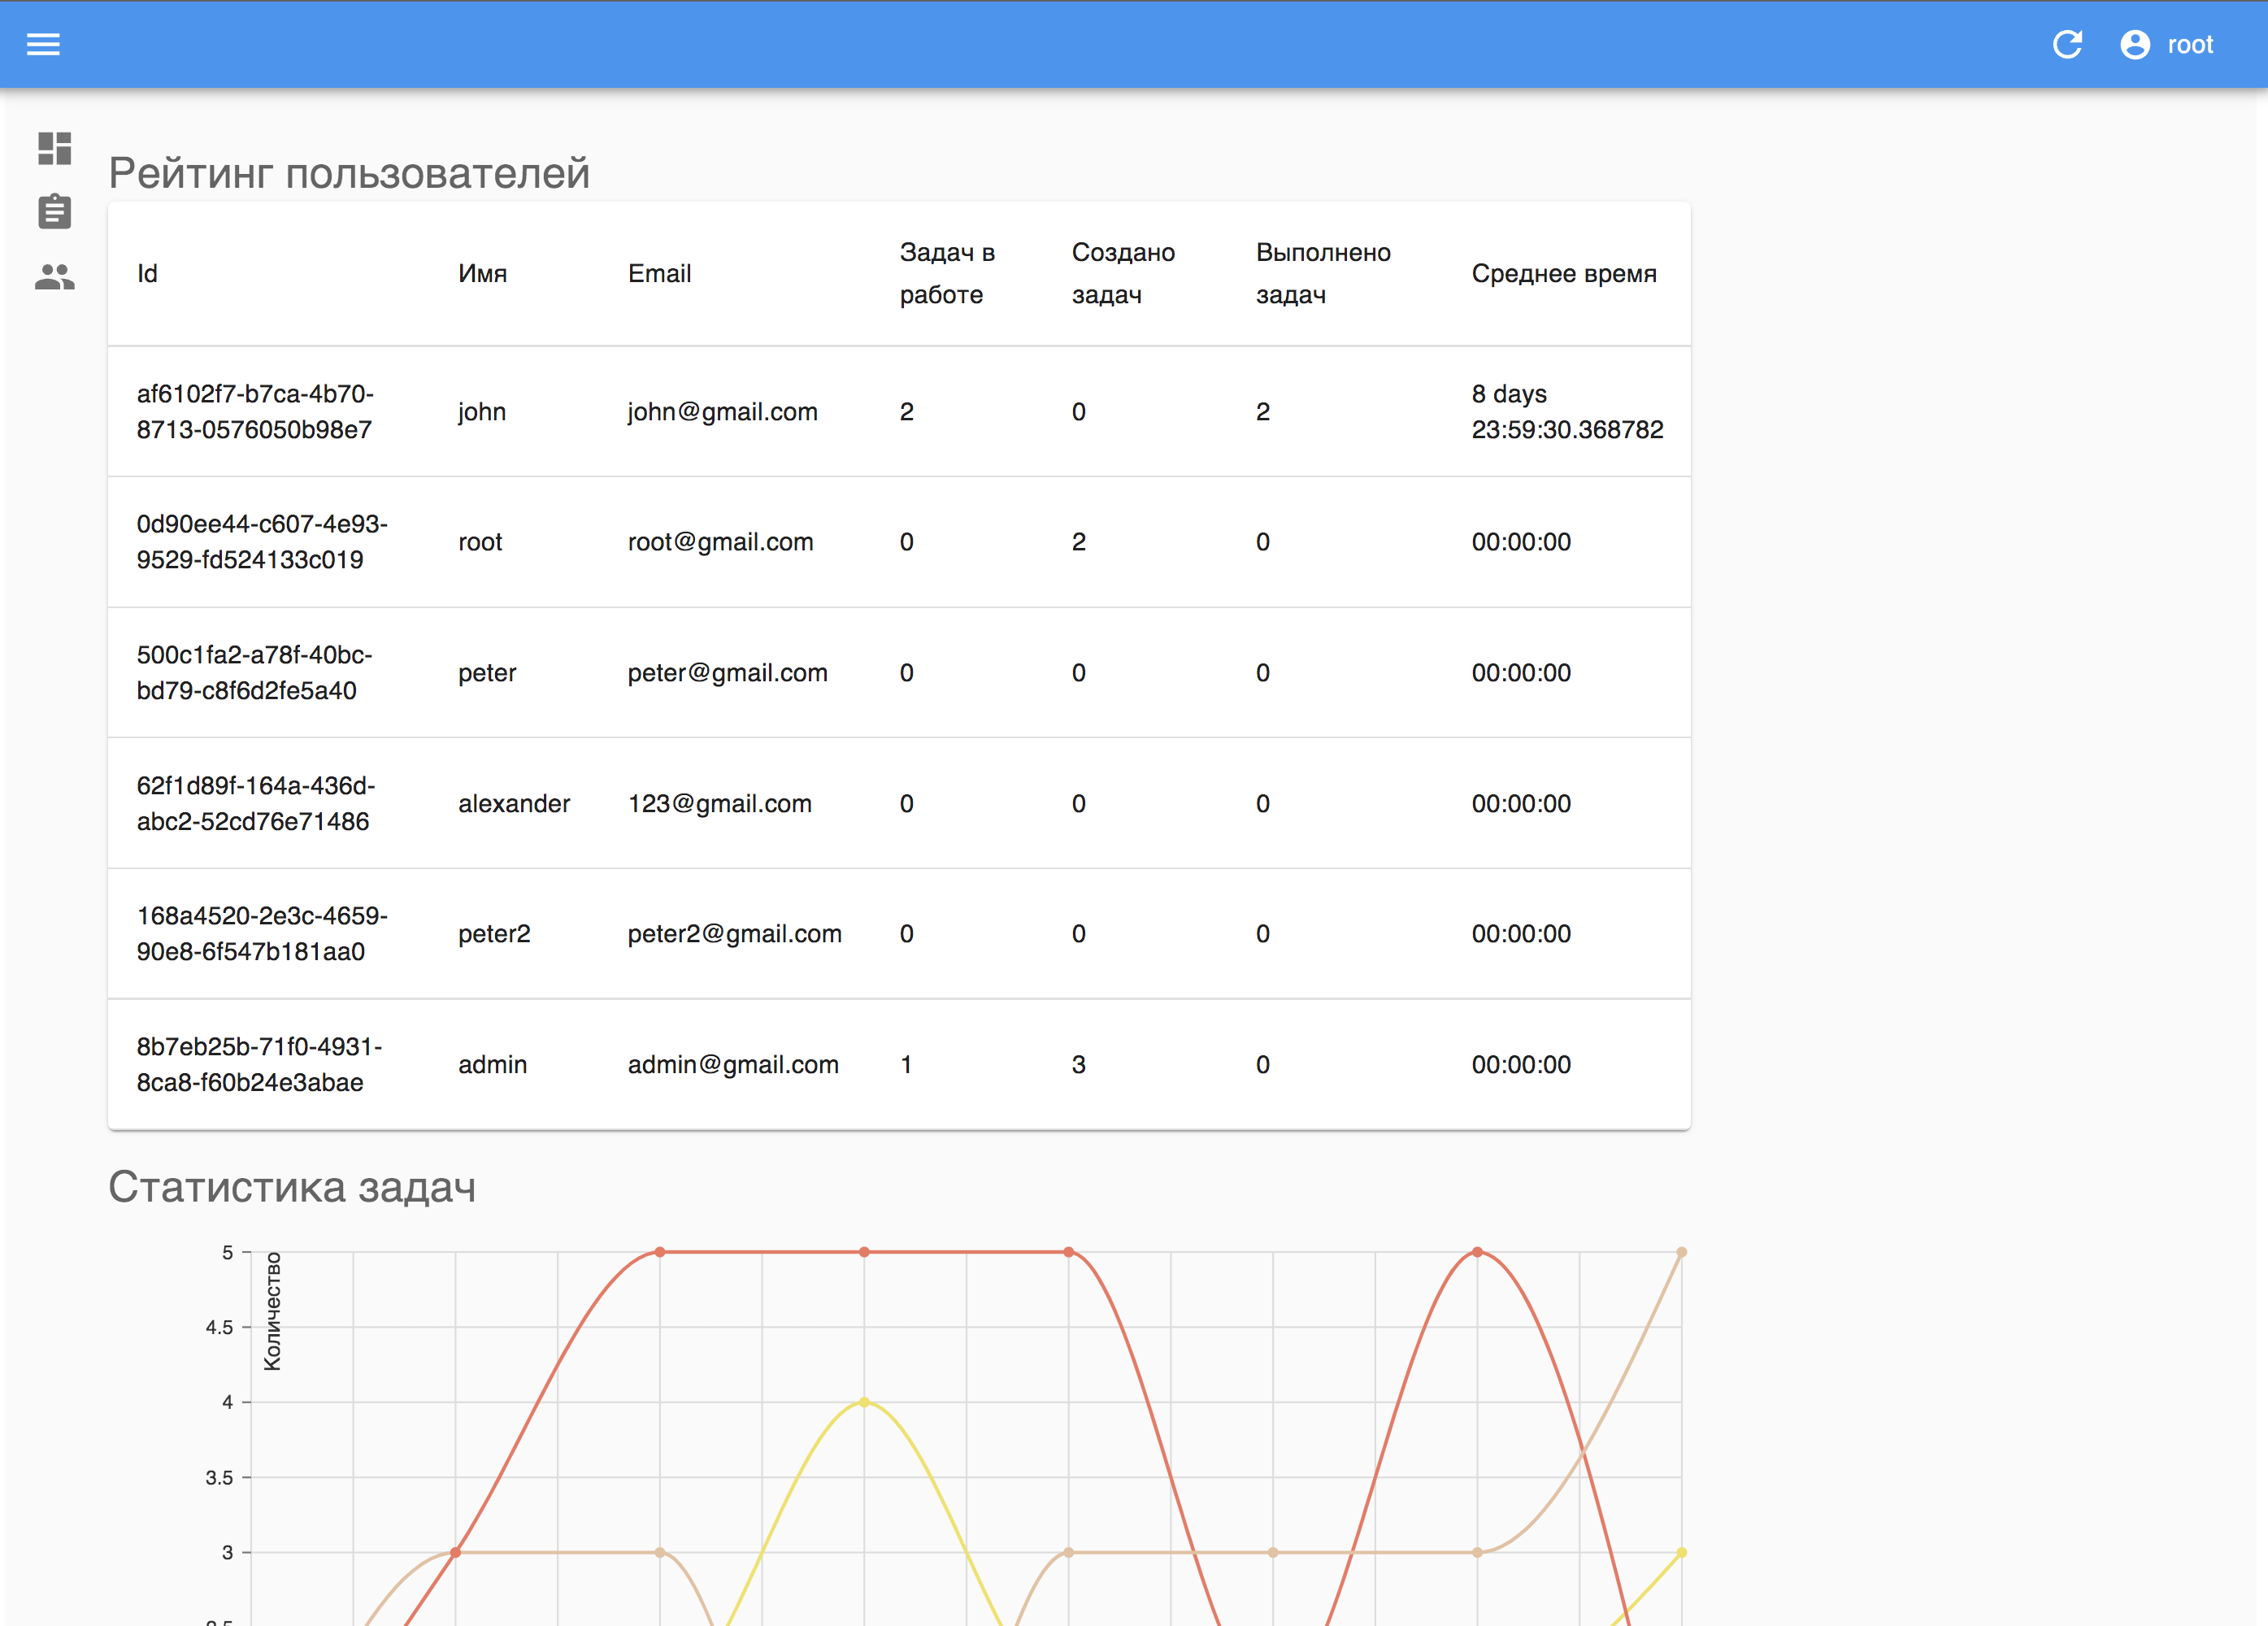 root
Рейтинг пользователей
Id Имя Email Задач в работе Создано задач Выполнено задач Среднее время
af6102f7-b7ca-4b70-8713-0576050b98e7 john john@gmail.com 2 0 2 8 days 23:59:30.368782
0d90ee44-c607-4e93-9529-fd524133c019 root root@gmail.com 0 2 0 00:00:00
500c1fa2-a78f-40bc-bd79-c8f6d2fe5a40 peter peter@gmail.com 0 0 0 00:00:00
62f1d89f-164a-436d-abc2-52cd76e71486 alexander 123@gmail.com 0 0 0 00:00:00
168a4520-2e3c-4659-90e8-6f547b181aa0 peter2 peter2@gmail.com 0 0 0 00:00:00
8b7eb25b-71f0-4931-8ca8-f60b24e3abae admin admin@gmail.com 1 3 0 00:00:00
Статистика задач
Количество
5
4.5
4
3.5
3